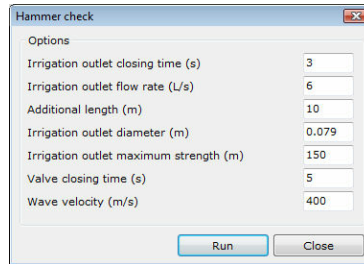 Hammer check
Options
Irrigation outlet closing time (s) 3
Irrigation outlet flow rate (L/s) 6
Additional length (m) 10
Irrigation outlet diameter (m) 0.079
Irrigation outlet maximum strength (m) 150
Valve closing time (s) 5
Wave velocity (m/s) 400
Run Close